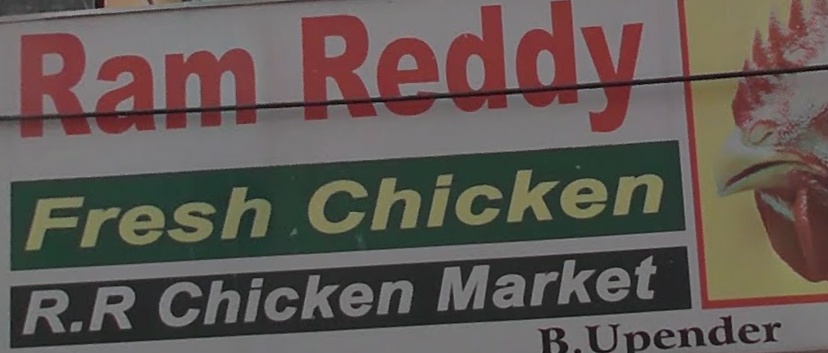 Ram Reddy
Fresh Chicken
R.R Chicken Market
B.Upender